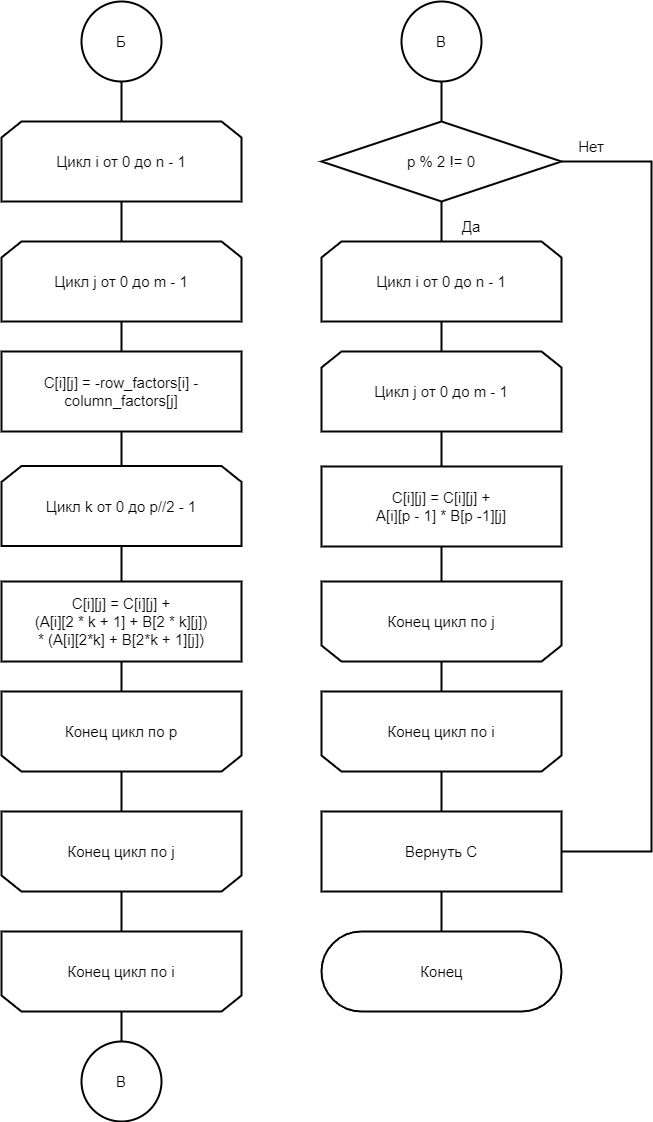 Б
Цикл i от 0 до n - 1
Цикл j от 0 до m - 1
C[i][j] = -row_factors[i] -
column_factors[j]
Цикл k от 0 до p//2 - 1
C[i][j] = C[i][j] +
(A[i][2 * k + 1] + B[2 * k][j])
* (A[i][2*k] + B[2*k + 1][j])
Конец цикл по p
Конец цикл по j
Конец цикл по i
В
В
p % 2 != 0
Нет
Да
Цикл i от 0 до n - 1
Цикл j от 0 до m - 1
C[i][j] = C[i][j] +
A[i][p - 1] * B[p -1][j]
Конец цикл по j
Конец цикл по i
Вернуть C
Конец